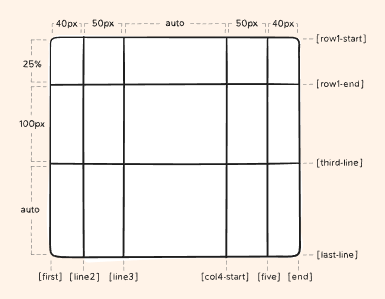 40px 50px auto 50px 40px
[row1-start]
25%
[row1-end]
100px
[third-line]
auto
[last-line]
[first] [line2] [line3] [col4-start] [five] [end]